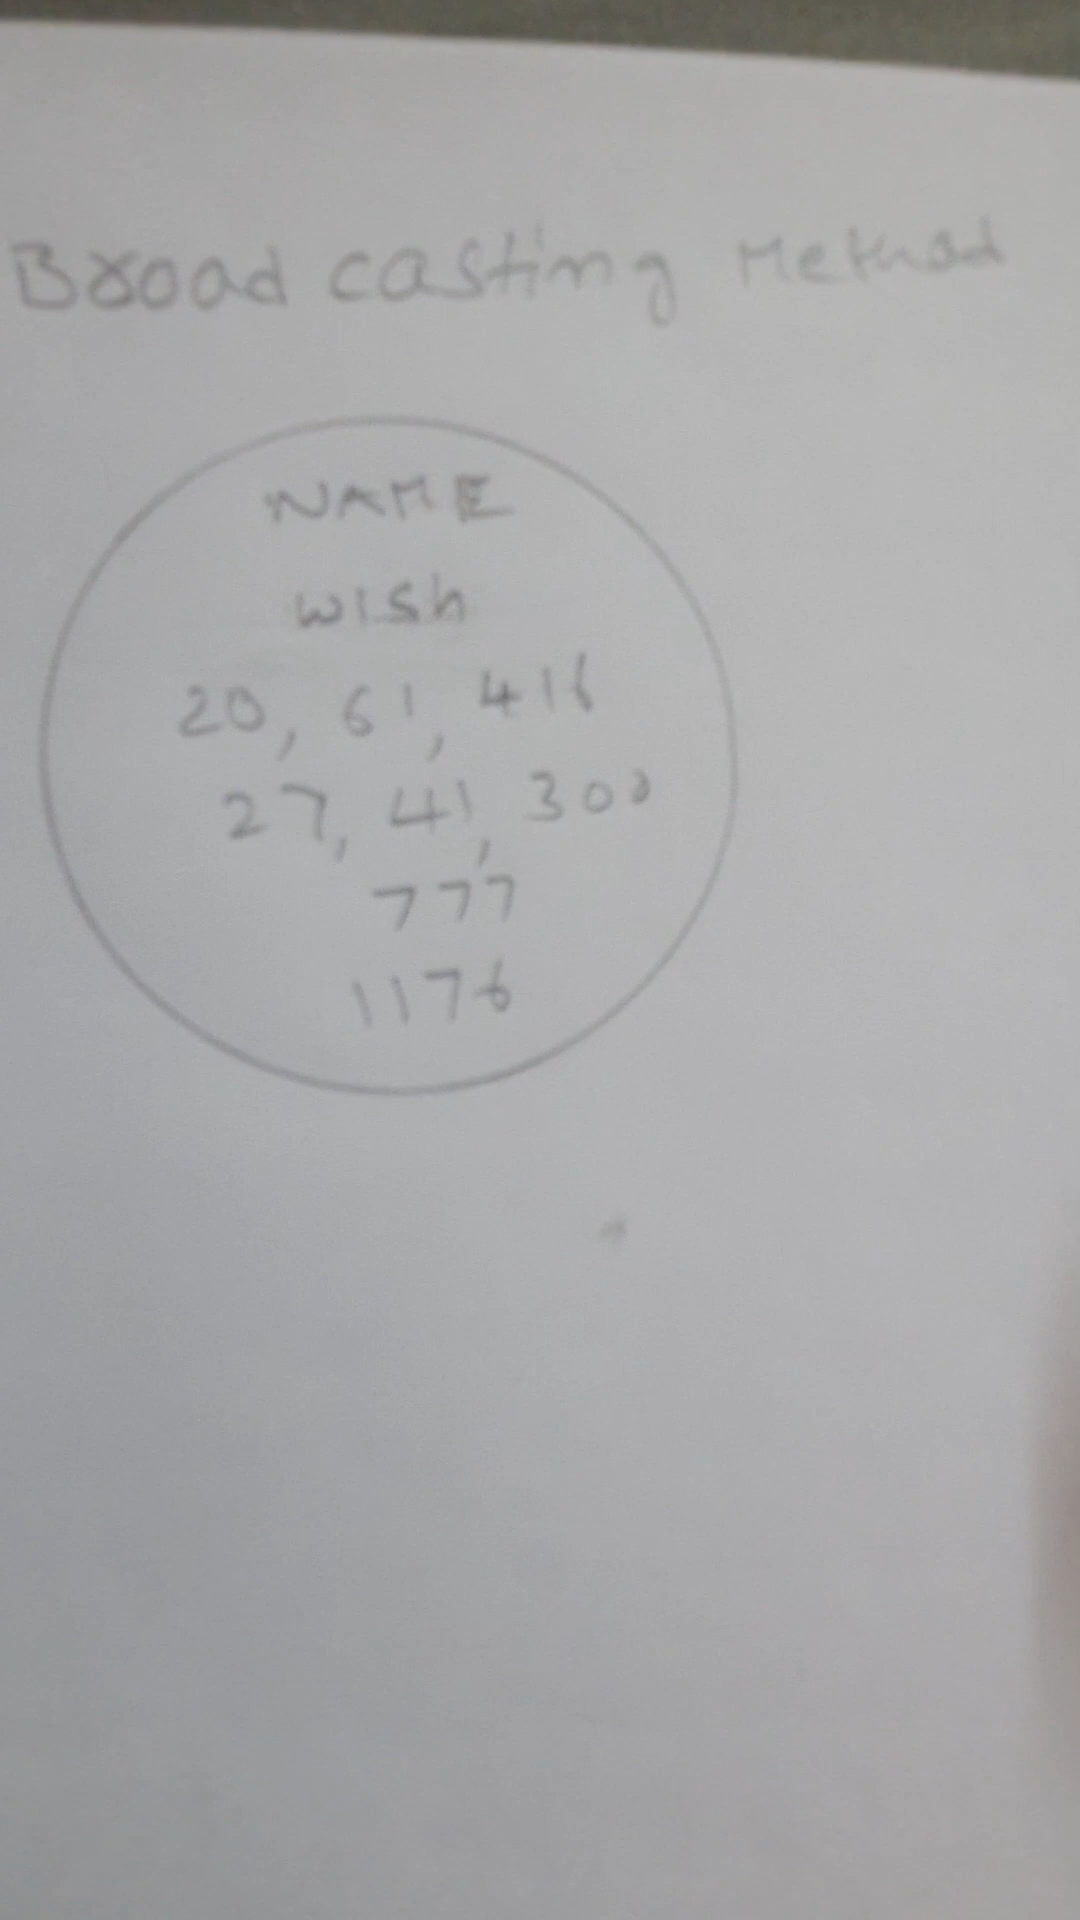 Broad casting Method
NAME
WISH
20, 61, 416
27, 41, 300
777
1176